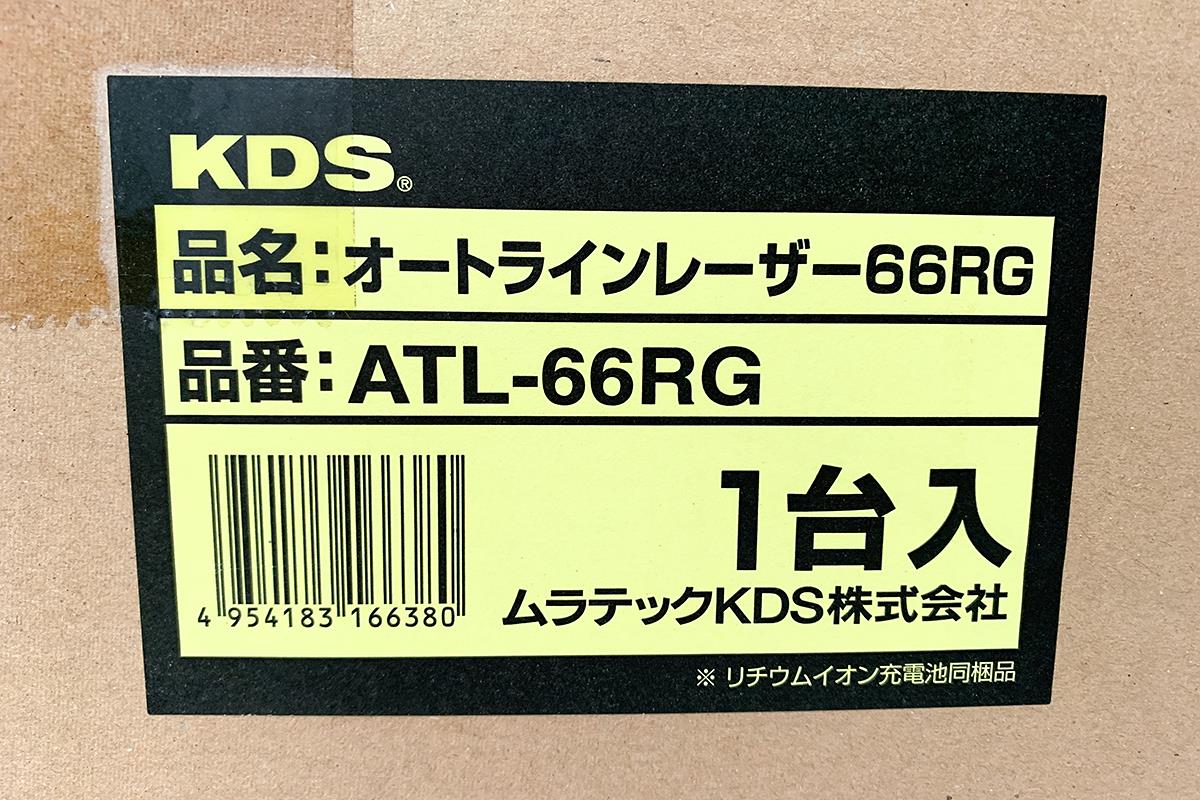 KDS®
品名:オートラインレーザー66RG
品番:ATL-66RG
1台入
4 954183 166380
ムラテックKDS株式会社
※ リチウムイオン充電池同梱品